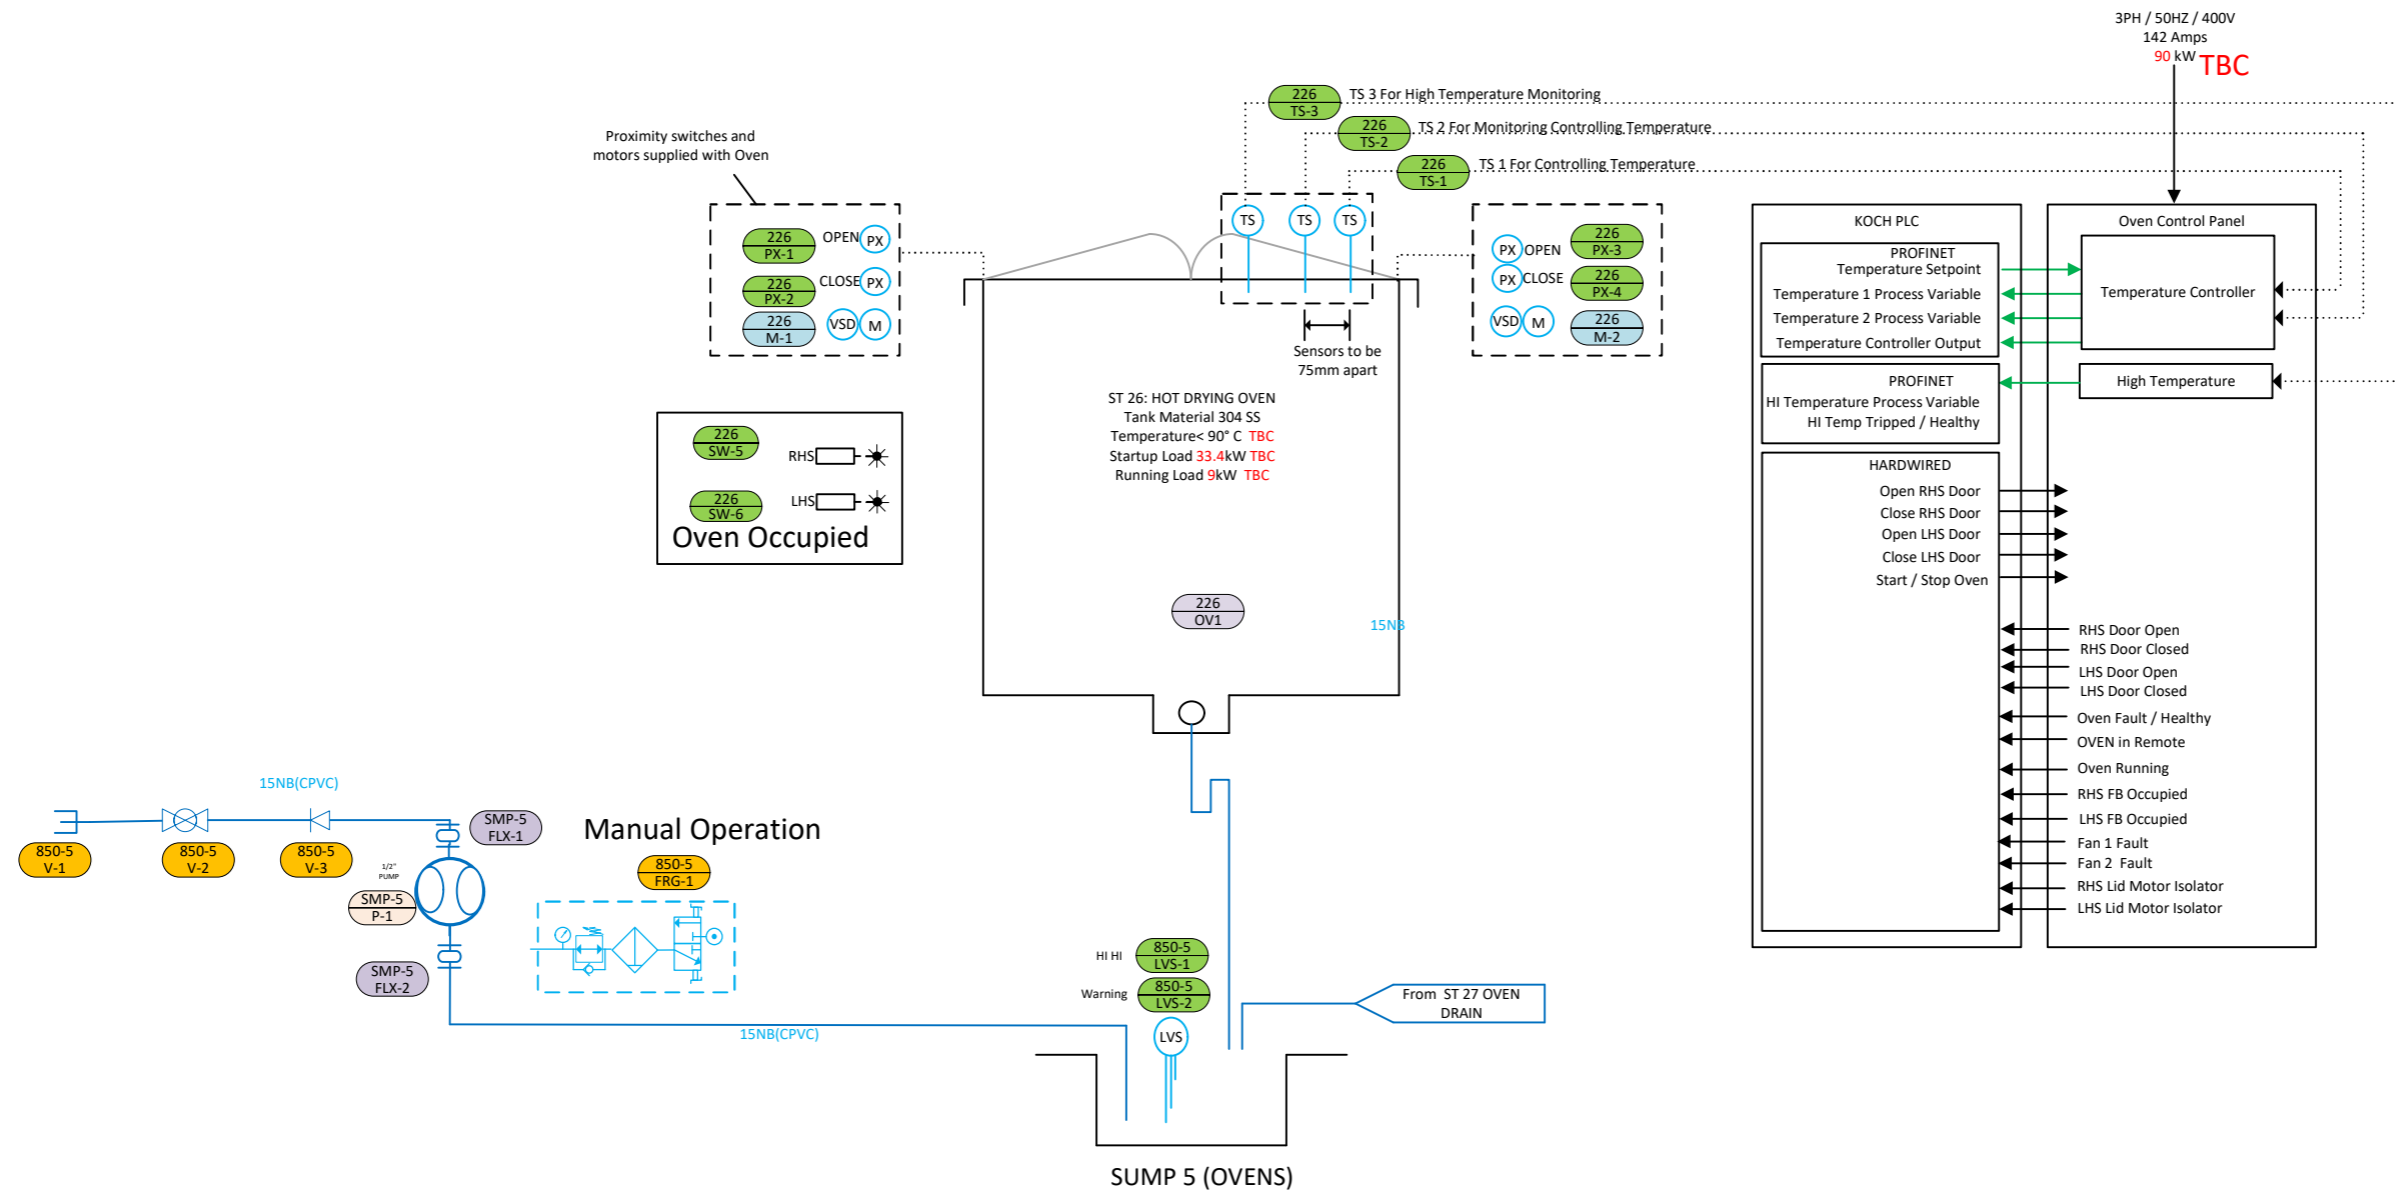 3PH / 50HZ / 400V
142 Amps
90 kW TBC
226
TS-3
TS 3 For High Temperature Monitoring
226
TS-2
TS 2 For Monitoring Controlling Temperature
226
TS-1
TS 1 For Controlling Temperature
Proximity switches and
motors supplied with Oven
226
PX-1
OPEN PX
226
PX-2
CLOSE PX
226
M-1
VSD M
TS TS TS
PX OPEN
226
PX-3
PX CLOSE
226
PX-4
VSD M
226
M-2
Sensors to be
75mm apart
ST 26: HOT DRYING OVEN
Tank Material 304 SS
Temperature< 90° C TBC
Startup Load 33.4kW TBC
Running Load 9kW TBC
226
SW-5
RHS
226
SW-6
LHS
Oven Occupied
226
OV1
15NB
KOCH PLC
PROFINET
Temperature Setpoint
Temperature 1 Process Variable
Temperature 2 Process Variable
Temperature Controller Output
PROFINET
HI Temperature Process Variable
HI Temp Tripped / Healthy
HARDWIRED
Open RHS Door
Close RHS Door
Open LHS Door
Close LHS Door
Start / Stop Oven
Oven Control Panel
Temperature Controller
High Temperature
RHS Door Open
RHS Door Closed
LHS Door Open
LHS Door Closed
Oven Fault / Healthy
OVEN in Remote
Oven Running
RHS FB Occupied
LHS FB Occupied
Fan 1 Fault
Fan 2 Fault
RHS Lid Motor Isolator
LHS Lid Motor Isolator
15NB(CPVC)
850-5
V-1
850-5
V-2
850-5
V-3
SMP-5
FLX-1
1/2"
PUMP
SMP-5
P-1
SMP-5
FLX-2
Manual Operation
850-5
FRG-1
15NB(CPVC)
HI HI
850-5
LVS-1
Warning
850-5
LVS-2
LVS
From ST 27 OVEN
DRAIN
SUMP 5 (OVENS)